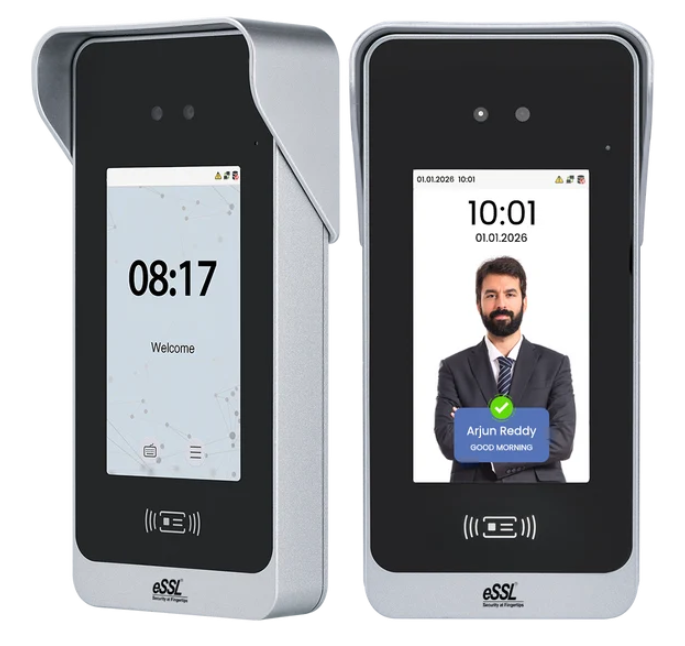 08:17
Welcome
eSSL
Security at Fingertips
01.01.2026 10:01
10:01
01.01.2026
Arjun Reddy
GOOD MORNING
eSSL
Security at Fingertips